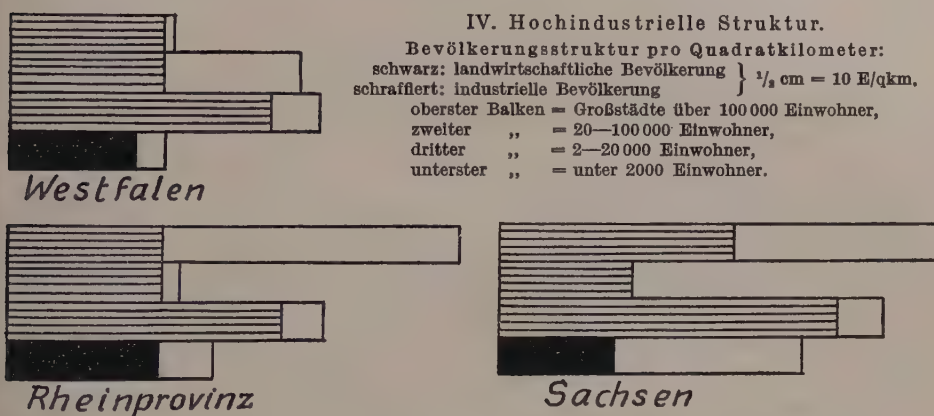 IV. Hochindustrielle Struktur.
Bevölkerungsstruktur pro Quadratkilometer:
schwarz: landwirtschaftliche Bevölkerung
schraffiert: industrielle Bevölkerung } ¹/₂ cm = 10 E/qkm,
oberster Balken = Großstädte über 100 000 Einwohner,
zweiter „ = 20—100 000 Einwohner,
dritter „ = 2—20 000 Einwohner,
unterster „ = unter 2000 Einwohner.
Westfalen
Rheinprovinz
Sachsen